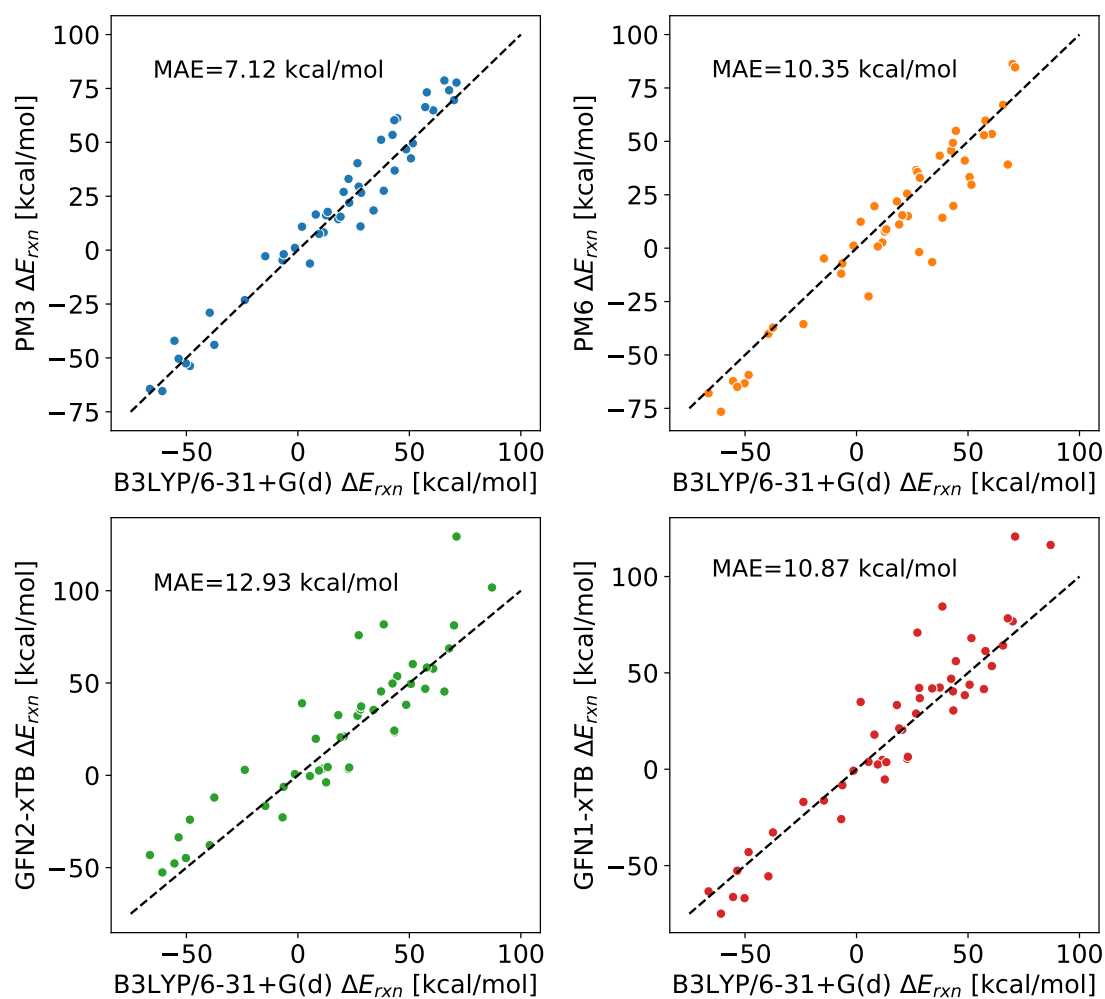 MAE=7.12 kcal/mol
PM3 ΔE_rxn [kcal/mol]
100
75
50
25
0
−25
−50
−75
−50 0 50 100
B3LYP/6-31+G(d) ΔE_rxn [kcal/mol]
MAE=10.35 kcal/mol
PM6 ΔE_rxn [kcal/mol]
100
75
50
25
0
−25
−50
−75
−50 0 50 100
B3LYP/6-31+G(d) ΔE_rxn [kcal/mol]
MAE=12.93 kcal/mol
GFN2-xTB ΔE_rxn [kcal/mol]
100
50
0
−50
−50 0 50 100
B3LYP/6-31+G(d) ΔE_rxn [kcal/mol]
MAE=10.87 kcal/mol
GFN1-xTB ΔE_rxn [kcal/mol]
100
50
0
−50
−50 0 50 100
B3LYP/6-31+G(d) ΔE_rxn [kcal/mol]